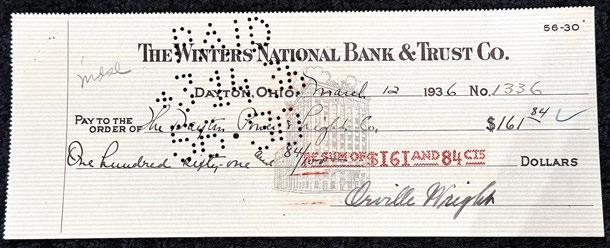 56-30
PAID
THE WINTERS NATIONAL BANK & TRUST CO.
mdse
DAYTON, OHIO, March 12 1936 No. 1336
PAY TO THE ORDER OF The Dayton Power & Light Co. $161 84
One hundred sixty one and 84/100 THE SUM OF $161 AND 84 CTS DOLLARS
Orville Wright